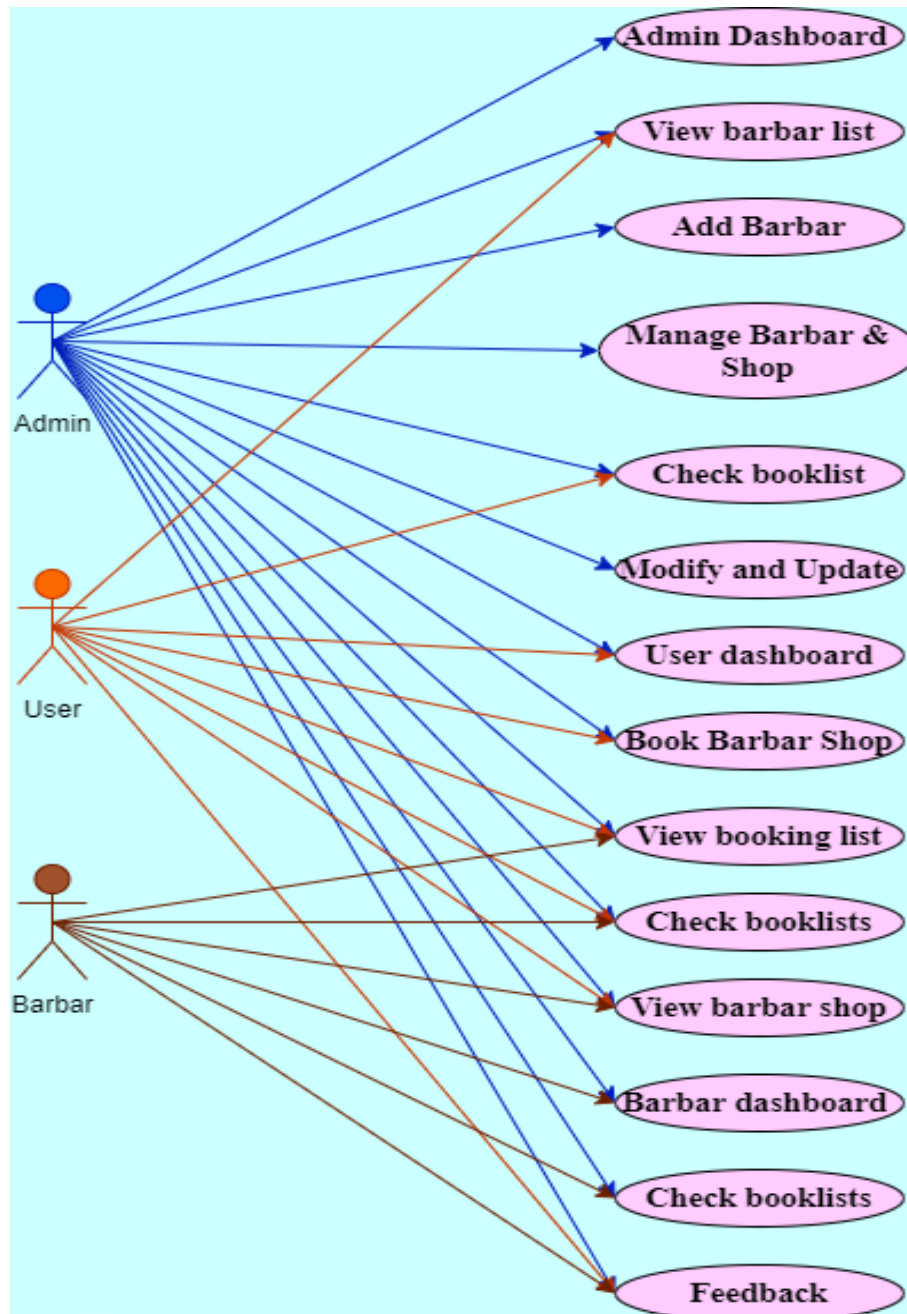 Admin Dashboard
View barbar list
Add Barbar
Manage Barbar &
Shop
Admin
Check booklist
Modify and Update
User dashboard
User
Book Barbar Shop
View booking list
Check booklists
Barbar
View barbar shop
Barbar dashboard
Check booklists
Feedback